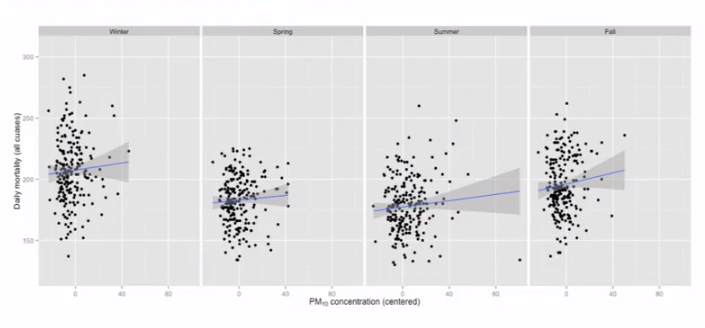 Winter Spring Summer Fall
300
250
200
150
Daily mortality (all cuases)
0 40 80 0 40 80 0 40 80 0 40 80
PM10 concentration (centered)